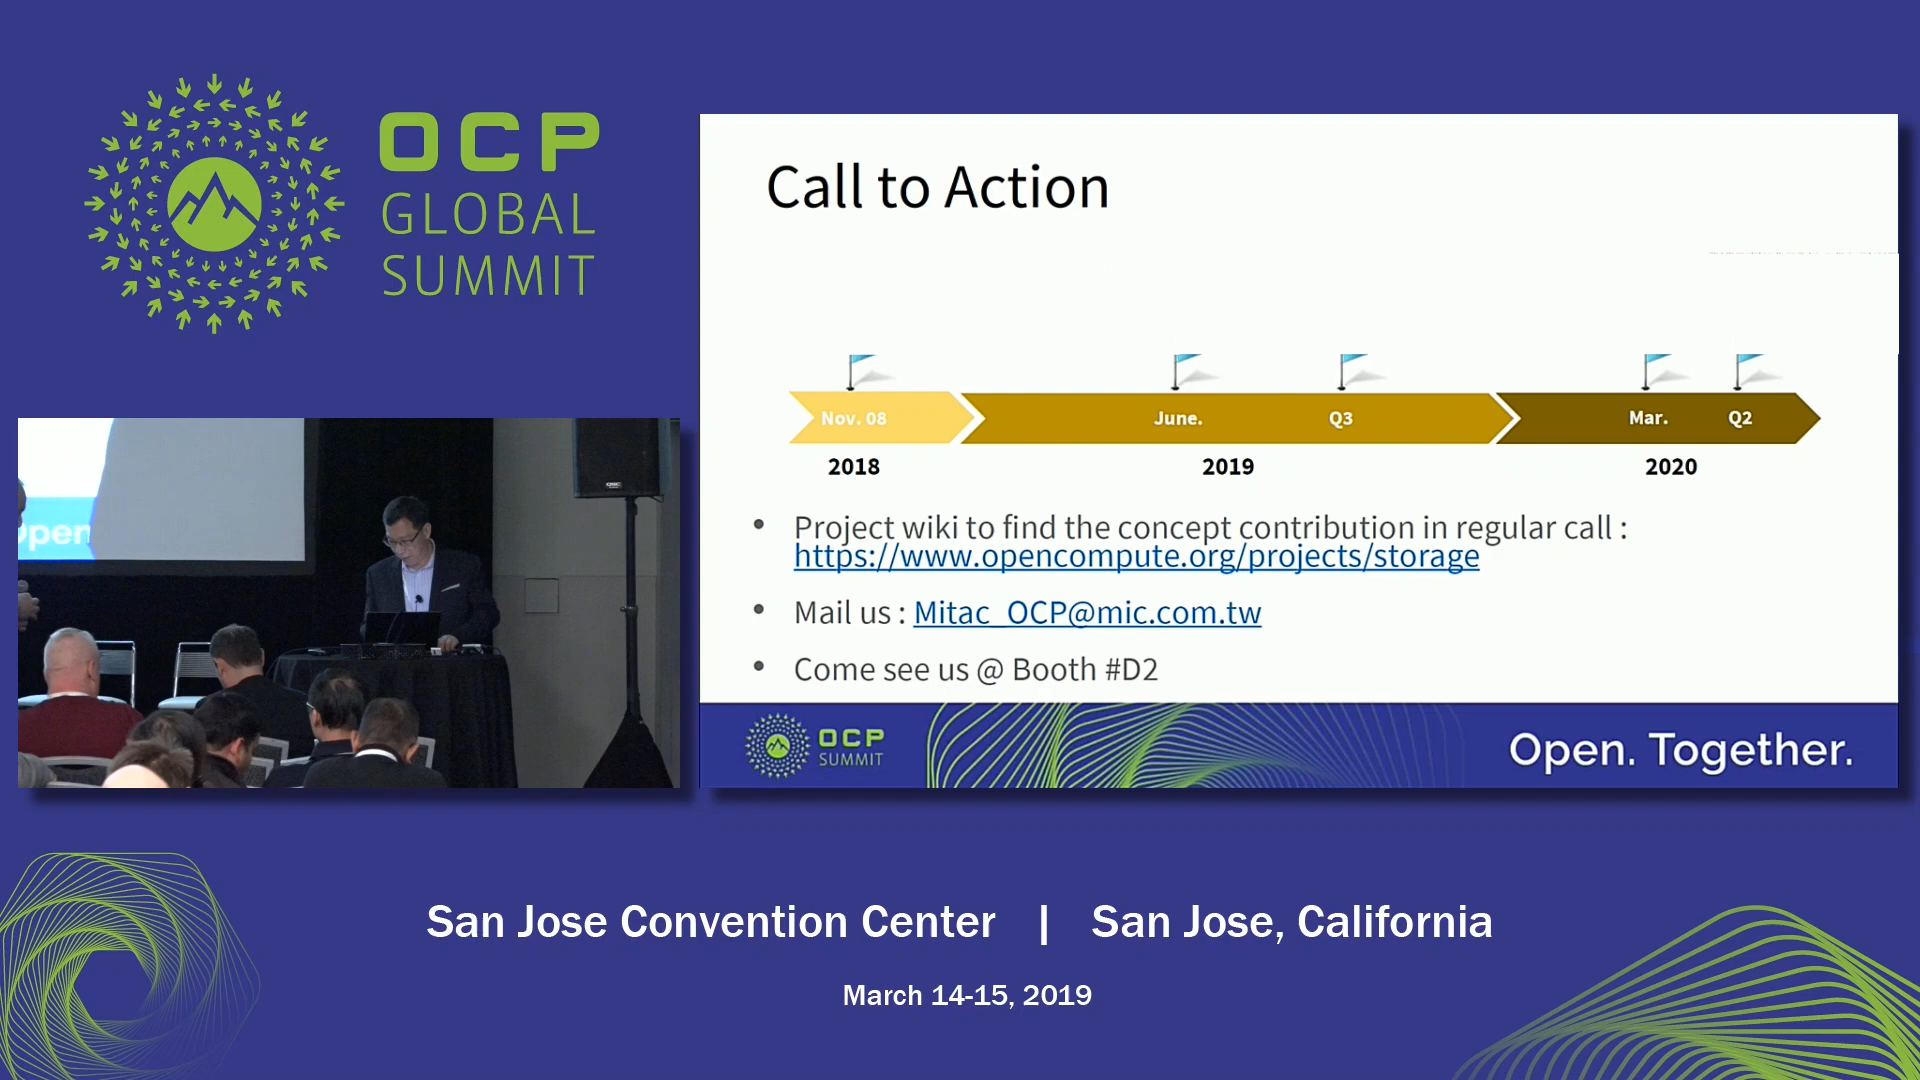 OCP
GLOBAL
SUMMIT
Call to Action
Nov. 08
June.
Q3
Mar.
Q2
2018
2019
2020
• Project wiki to find the concept contribution in regular call :
https://www.opencompute.org/projects/storage
• Mail us : Mitac_OCP@mic.com.tw
• Come see us @ Booth #D2
OCP
SUMMIT
Open. Together.
San Jose Convention Center | San Jose, California
March 14-15, 2019